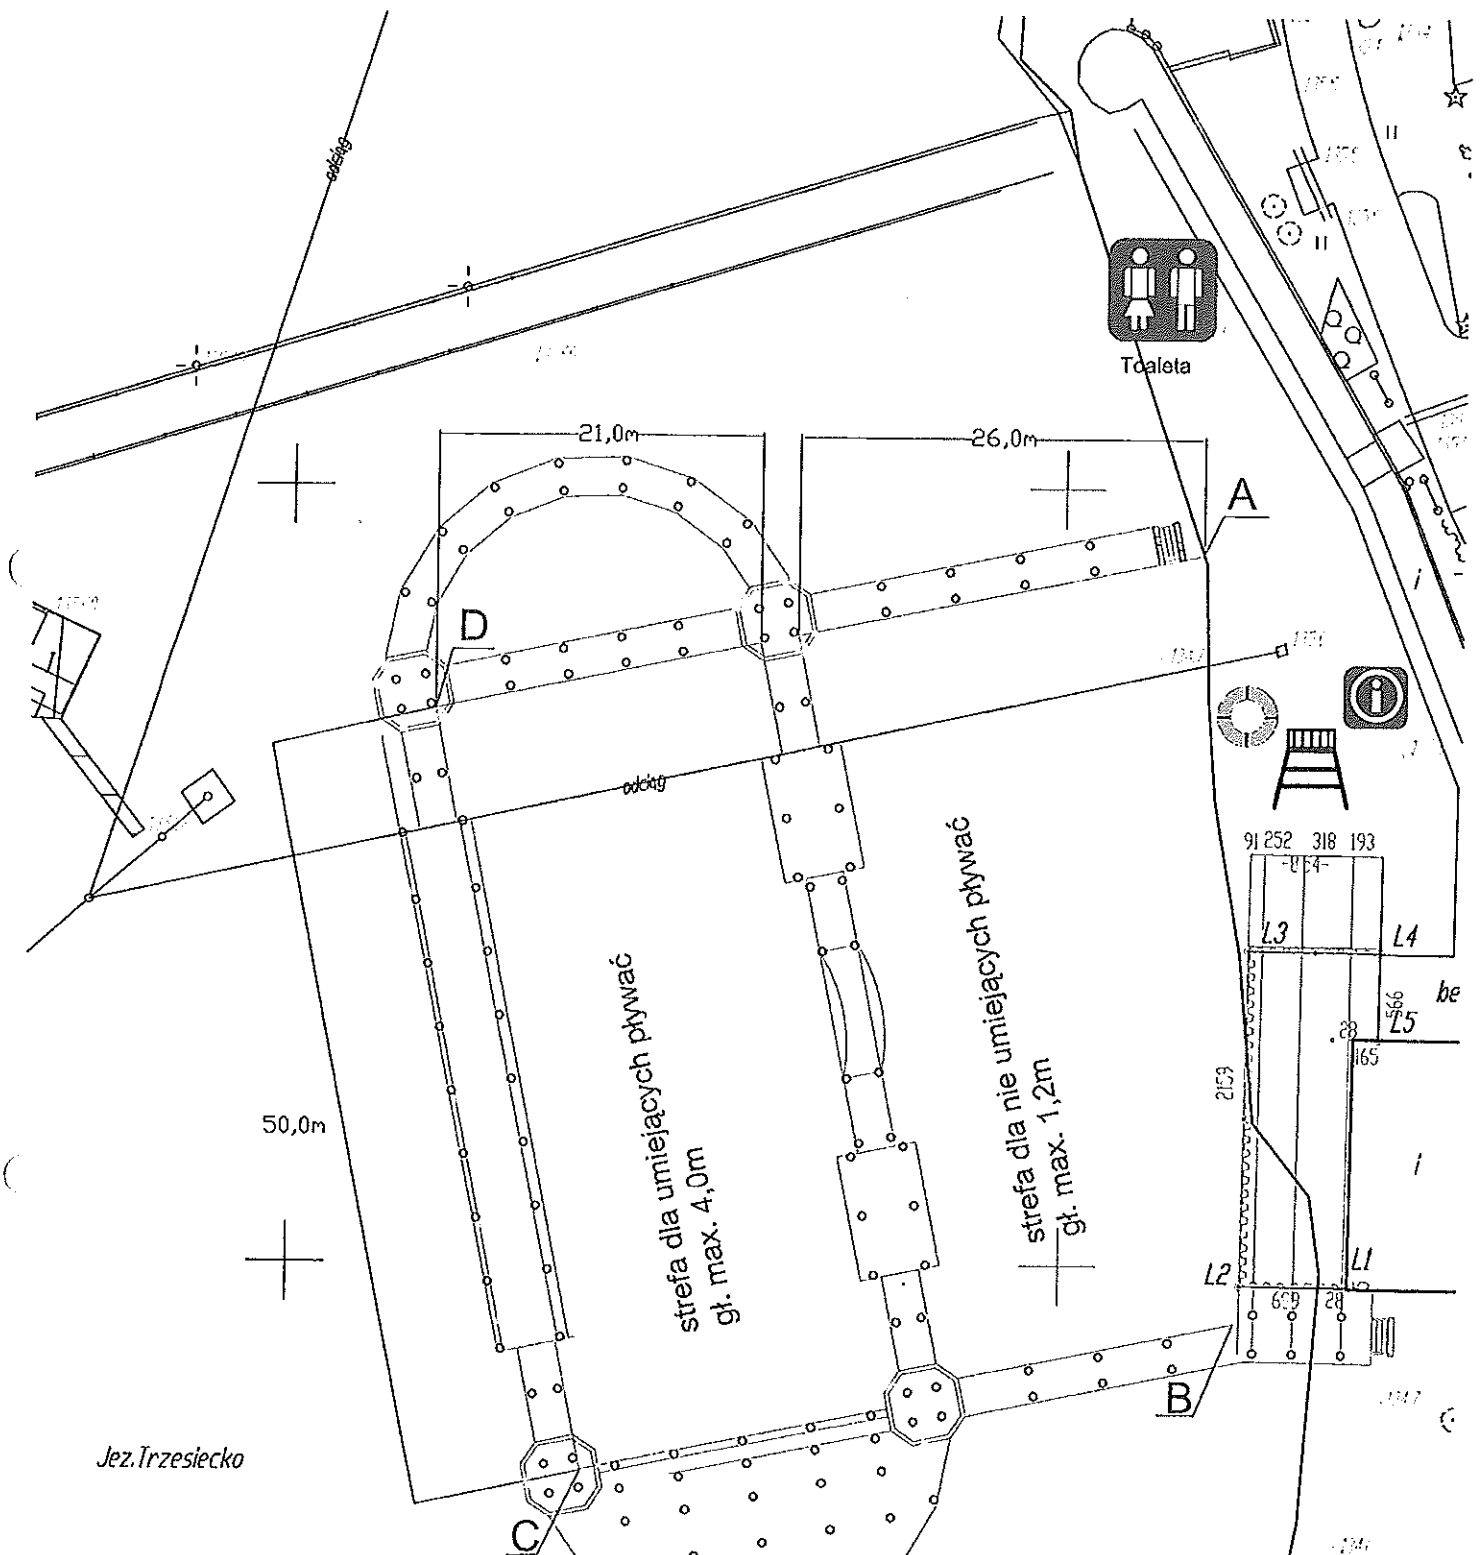 odciąg
Toaleta
21,0m
26,0m
A
D
i
odciąg
91 252 318 193
L3
L4
566
be
L5
28
165
2159
strefa dla umiejących pływać
gł. max. 4,0m
strefa dla nie umiejących pływać
gł. max. 1,2m
50,0m
i
L1
L2
28
B
Jez.Trzesiecko
C